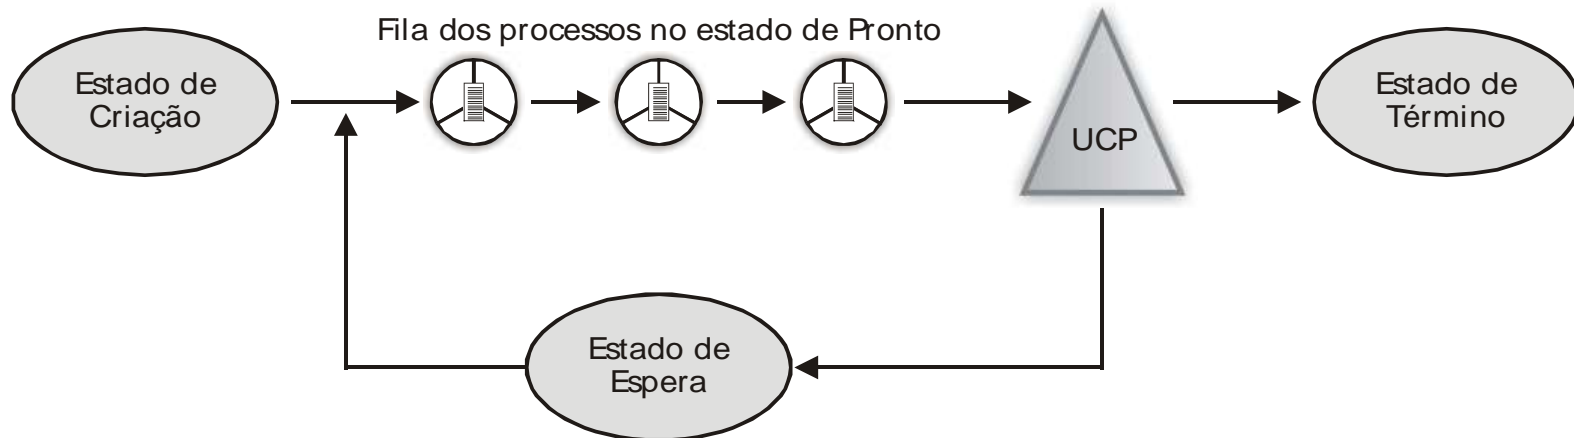 Fila dos processos no estado de Pronto
Estado de
Criação
UCP
Estado de
Término
Estado de
Espera